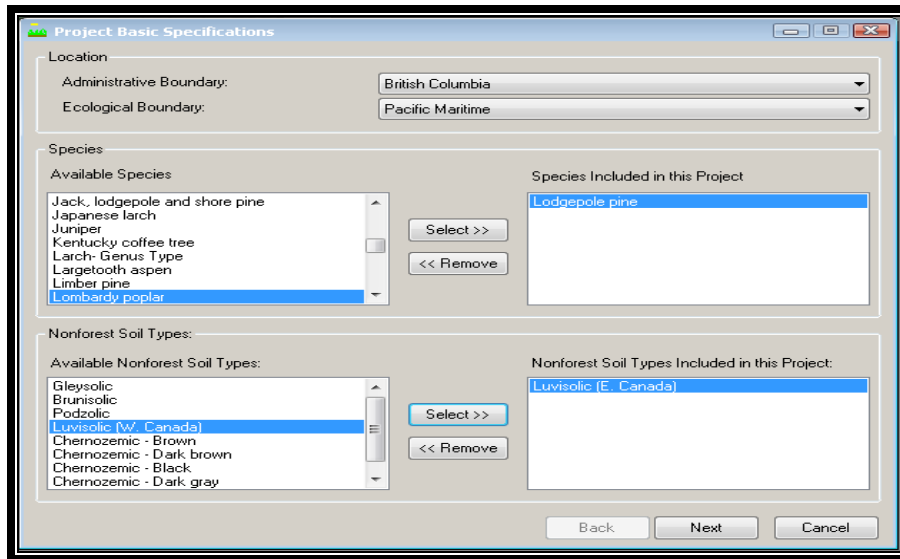 Project Basic Specifications
Location
Administrative Boundary:
British Columbia
Ecological Boundary:
Pacific Maritime
Species
Available Species
Jack, lodgepole and shore pine
Japanese larch
Juniper
Kentucky coffee tree
Larch- Genus Type
Largetooth aspen
Limber pine
Lombardy poplar
Select >>
<< Remove
Species Included in this Project
Lodgepole pine
Nonforest Soil Types:
Available Nonforest Soil Types:
Gleysolic
Brunisolic
Podzolic
Luvisolic (W. Canada)
Chernozemic - Brown
Chernozemic - Dark brown
Chernozemic - Black
Chernozemic - Dark gray
Select >>
<< Remove
Nonforest Soil Types Included in this Project:
Luvisolic (E. Canada)
Back
Next
Cancel